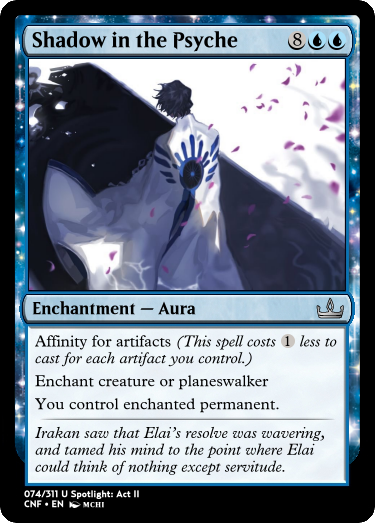 Shadow in the Psyche 8
Enchantment — Aura
Affinity for artifacts (This spell costs 1 less to
cast for each artifact you control.)
Enchant creature or planeswalker
You control enchanted permanent.
Irakan saw that Elai's resolve was wavering,
and tamed his mind to the point where Elai
could think of nothing except servitude.
074/311 U Spotlight: Act II
CNF • EN MCHI